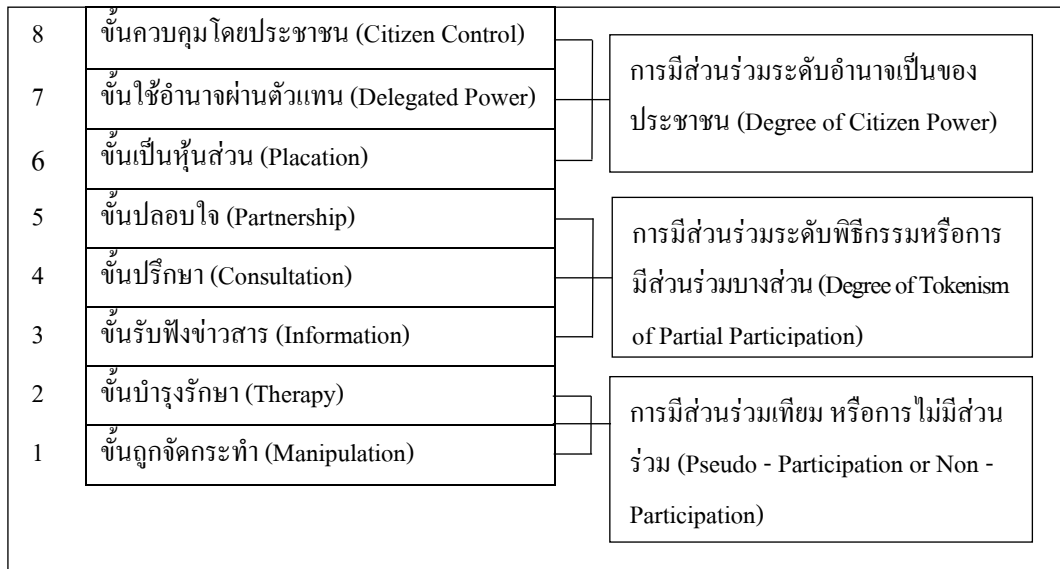 8 ขั้นควบคุมโดยประชาชน (Citizen Control)
7 ขั้นใช้อำนาจผ่านตัวแทน (Delegated Power)
6 ขั้นเป็นหุ้นส่วน (Placation)
5 ขั้นปลอบใจ (Partnership)
4 ขั้นปรึกษา (Consultation)
3 ขั้นรับฟังข่าวสาร (Information)
2 ขั้นบำรุงรักษา (Therapy)
1 ขั้นถูกจัดกระทำ (Manipulation)
การมีส่วนร่วมระดับอำนาจเป็นของ
ประชาชน (Degree of Citizen Power)
การมีส่วนร่วมระดับพิธีกรรมหรือการ
มีส่วนร่วมบางส่วน (Degree of Tokenism
of Partial Participation)
การมีส่วนร่วมเทียม หรือการไม่มีส่วน
ร่วม (Pseudo - Participation or Non -
Participation)